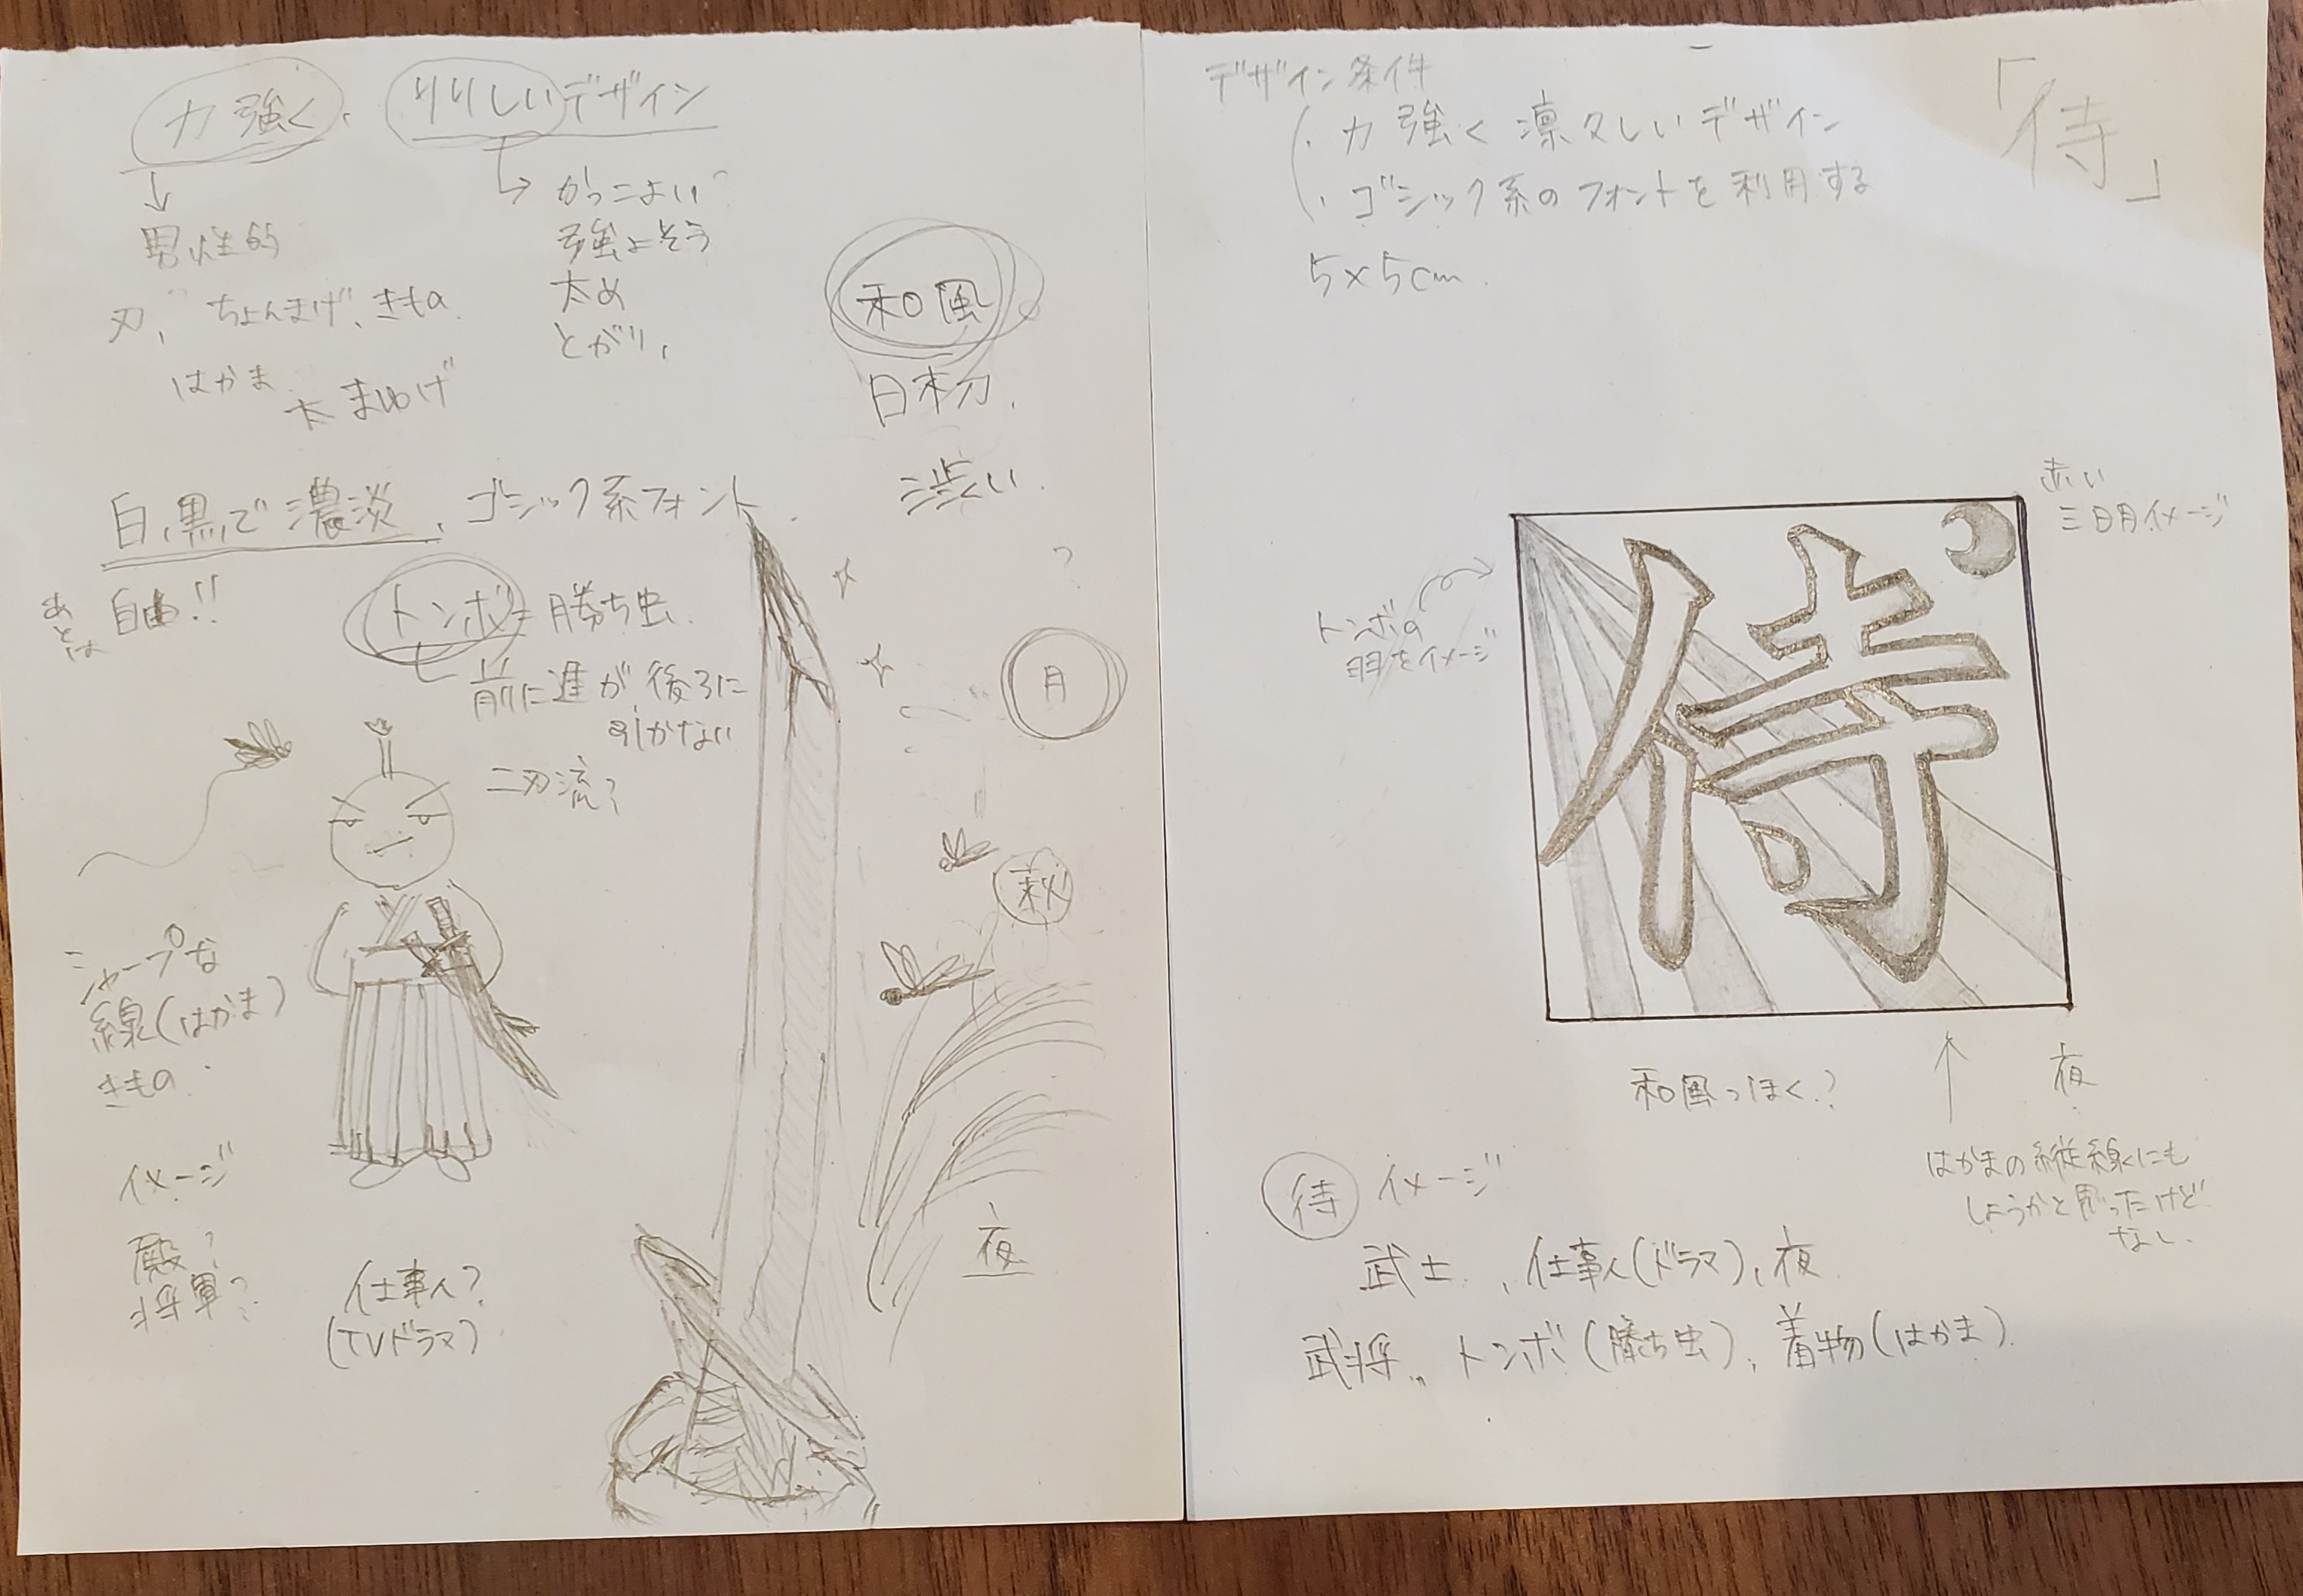 力強く、りりしいデザイン
男性的
かっこよい
強よそう
太め
とがり、
刃、ちょんまげ、きもの
はかま
太まゆげ
和風
日本刀、
渋い、
白、黒で濃淡、ゴシック系フォント、
あとは自由!!
トンボ=勝ち虫
前に進が、後ろに
引かない
二刃流?
月
萩
シャープな
線(はかま)
きもの
イメージ
殿?
将軍?
仕事人?
(TVドラマ)
夜
「侍」
デザイン条件
・力強く凛々しいデザイン
・ゴシック系のフォントを利用する
5×5cm
赤い
三日月イメージ
トンボの
羽をイメージ
侍
和風っぽく?
夜
はかまの縦線にも
しようかと思ったけど
なし、
侍 イメージ
武士、仕事人(ドラマ)、夜
武将、トンボ(勝ち虫)、着物(はかま)